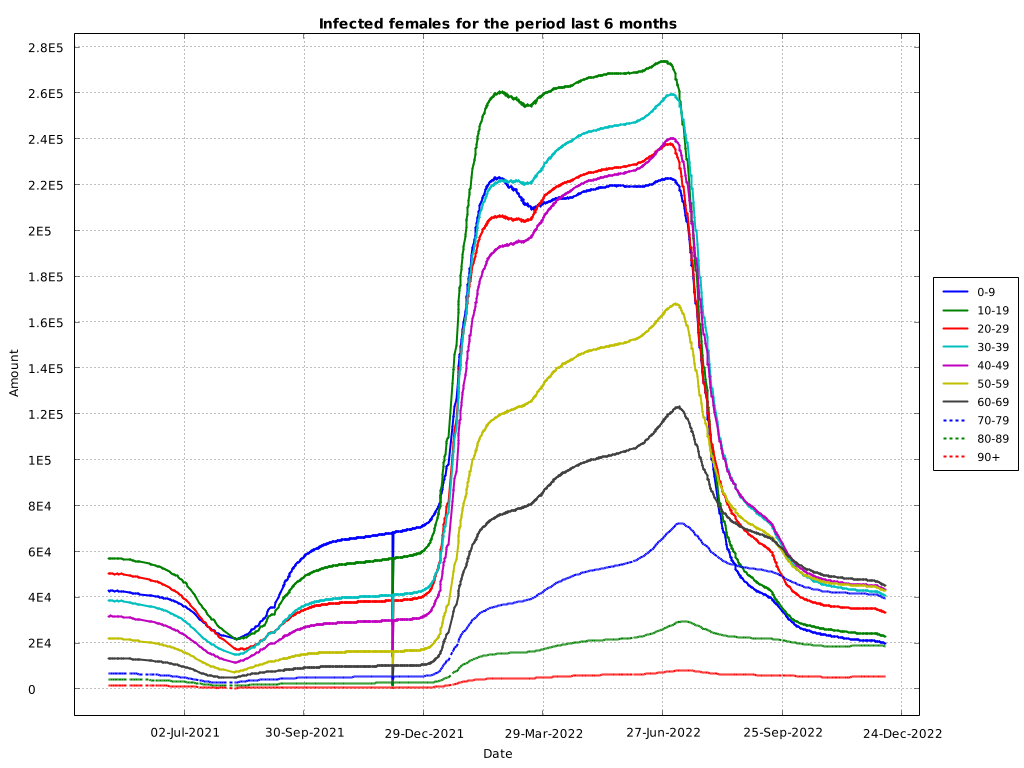 Infected females for the period last 6 months
2.8E5
2.6E5
2.4E5
2.2E5
2E5
1.8E5
1.6E5
1.4E5
1.2E5
1E5
8E4
6E4
4E4
2E4
0
Amount
02-Jul-2021 30-Sep-2021 29-Dec-2021 29-Mar-2022 27-Jun-2022 25-Sep-2022 24-Dec-2022
Date
0-9
10-19
20-29
30-39
40-49
50-59
60-69
70-79
80-89
90+